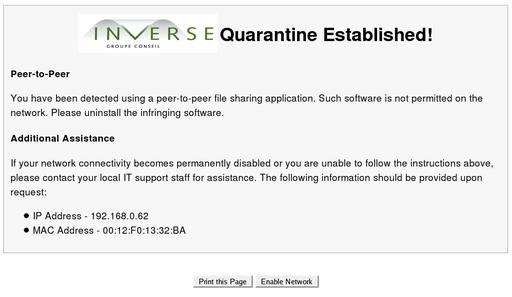 INVERSE
GROUPE CONSEIL
Quarantine Established!
Peer-to-Peer
You have been detected using a peer-to-peer file sharing application. Such software is not permitted on the
network. Please uninstall the infringing software.
Additional Assistance
If your network connectivity becomes permanently disabled or you are unable to follow the instructions above,
please contact your local IT support staff for assistance. The following information should be provided upon
request:
● IP Address - 192.168.0.62
● MAC Address - 00:12:F0:13:32:BA
Print this Page
Enable Network